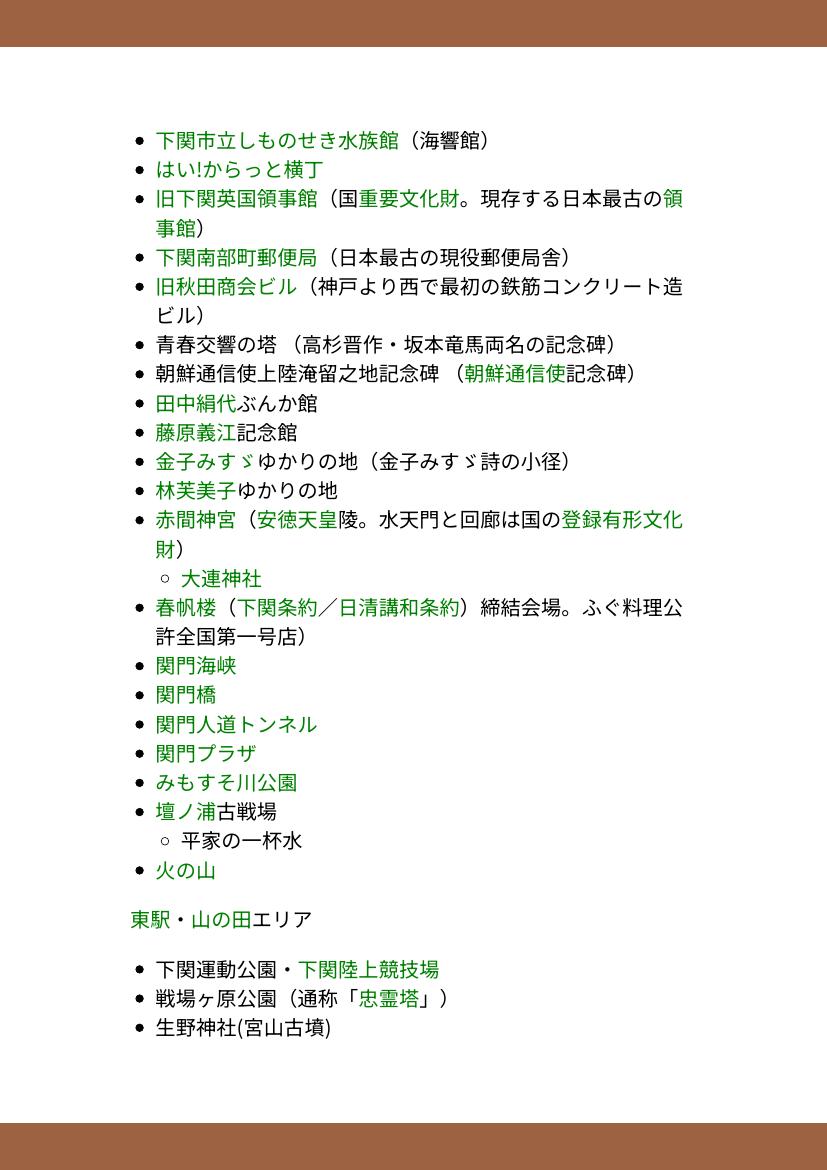 • 下関市立しものせき水族館（海響館）
• はい!からっと横丁
• 旧下関英国領事館（国重要文化財。現存する日本最古の領
事館）
• 下関南部町郵便局（日本最古の現役郵便局舎）
• 旧秋田商会ビル（神戸より西で最初の鉄筋コンクリート造
ビル）
• 青春交響の塔 （高杉晋作・坂本竜馬両名の記念碑）
• 朝鮮通信使上陸淹留之地記念碑 （朝鮮通信使記念碑）
• 田中絹代ぶんか館
• 藤原義江記念館
• 金子みすゞゆかりの地（金子みすゞ詩の小径）
• 林芙美子ゆかりの地
• 赤間神宮（安徳天皇陵。水天門と回廊は国の登録有形文化
財）
◦ 大連神社
• 春帆楼（下関条約／日清講和条約）締結会場。ふぐ料理公
許全国第一号店）
• 関門海峡
• 関門橋
• 関門人道トンネル
• 関門プラザ
• みもすそ川公園
• 壇ノ浦古戦場
◦ 平家の一杯水
• 火の山
東駅・山の田エリア
• 下関運動公園・下関陸上競技場
• 戦場ヶ原公園（通称「忠霊塔」）
• 生野神社(宮山古墳)